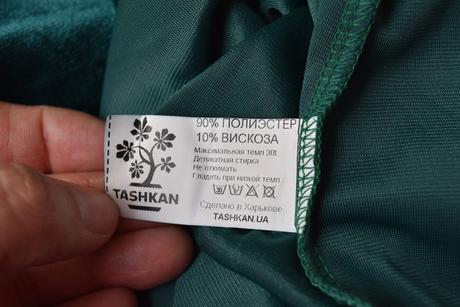 90% ПОЛИЭСТЕР
10% ВИСКОЗА
Максимальная темп 30t
Деликатная стирка
Не отжимать
Гладить при низкой темп
TASHKAN
Сделано в Харькове
TASHKAN.UA